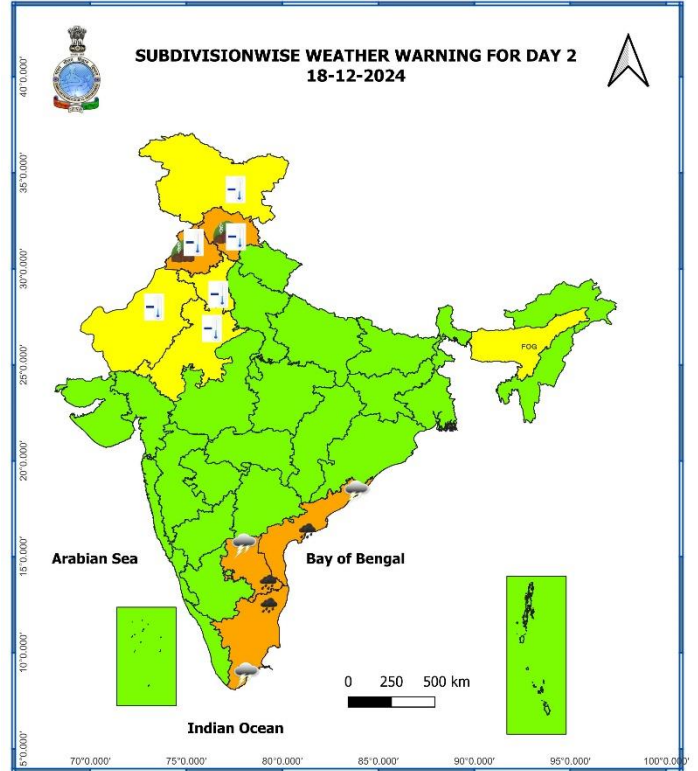 SUBDIVISIONWISE WEATHER WARNING FOR DAY 2
18-12-2024
40°0.000'
35°0.000'
30°0.000'
FOG
25°0.000'
20°0.000'
15°0.000'
Arabian Sea
Bay of Bengal
10°0.000'
0 250 500 km
Indian Ocean
5°0.000'
70°0.000' 75°0.000' 80°0.000' 85°0.000' 90°0.000' 95°0.000' 100°0.000'